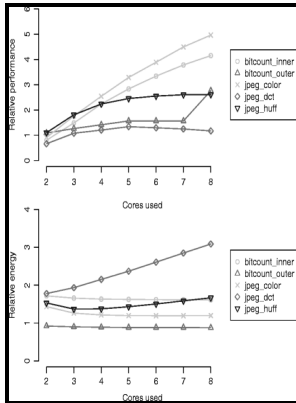 Relative performance
6
5
4
3
2
1
0
2 3 4 5 6 7 8
Cores used
bitcount_inner
bitcount_outer
jpeg_color
jpeg_dct
jpeg_huff
Relative energy
4
3
2
1
0
2 3 4 5 6 7 8
Cores used
bitcount_inner
bitcount_outer
jpeg_color
jpeg_dct
jpeg_huff